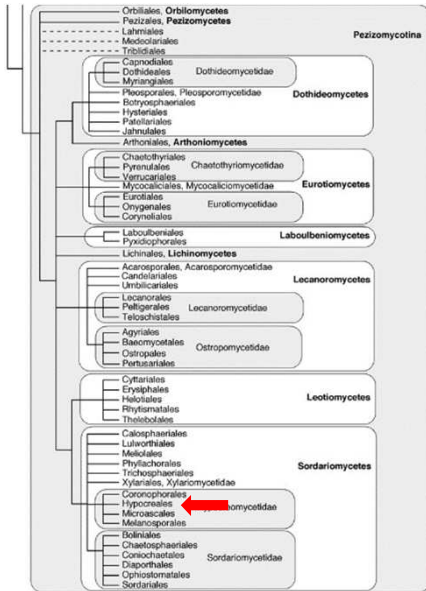 Orbiliales, Orbilomycetes
Pezizales, Pezizomycetes
Lahmiales
Medeolariales
Triblidiales
Pezizomycotina
Capnodiales
Dothideales
Myriangiales
Dothideomycetidae
Pleosporales, Pleosporomycetidae
Botryosphaeriales
Hysteriales
Patellariales
Jahnulales
Dothideomycetes
Arthoniales, Arthoniomycetes
Chaetothyriales
Pyrenulales
Verrucariales
Chaetothyriomycetidae
Mycocaliciales, Mycocaliciomycetidae
Eurotiales
Onygenales
Coryneliales
Eurotiomycetidae
Eurotiomycetes
Laboulbeniales
Pyxidiophorales
Laboulbeniomycetes
Lichinales, Lichinomycetes
Acarosporales, Acarosporomycetidae
Candelariales
Umbilicariales
Lecanoromycetes
Lecanorales
Peltigerales
Teloschistales
Lecanoromycetidae
Agyriales
Baeomycetales
Ostropales
Pertusariales
Ostropomycetidae
Cyttariales
Erysiphales
Helotiales
Rhytismatales
Thelebolales
Leotiomycetes
Calosphaeriales
Lulworthiales
Meliolales
Phyllachorales
Trichosphaeriales
Xylariales, Xylariomycetidae
Sordariomycetes
Coronophorales
Hypocreales
Microascales
Melanosporales
Boliniales
Chaetosphaeriales
Coniochaetales
Diaporthales
Ophiostomatales
Sordariales
Sordariomycetidae